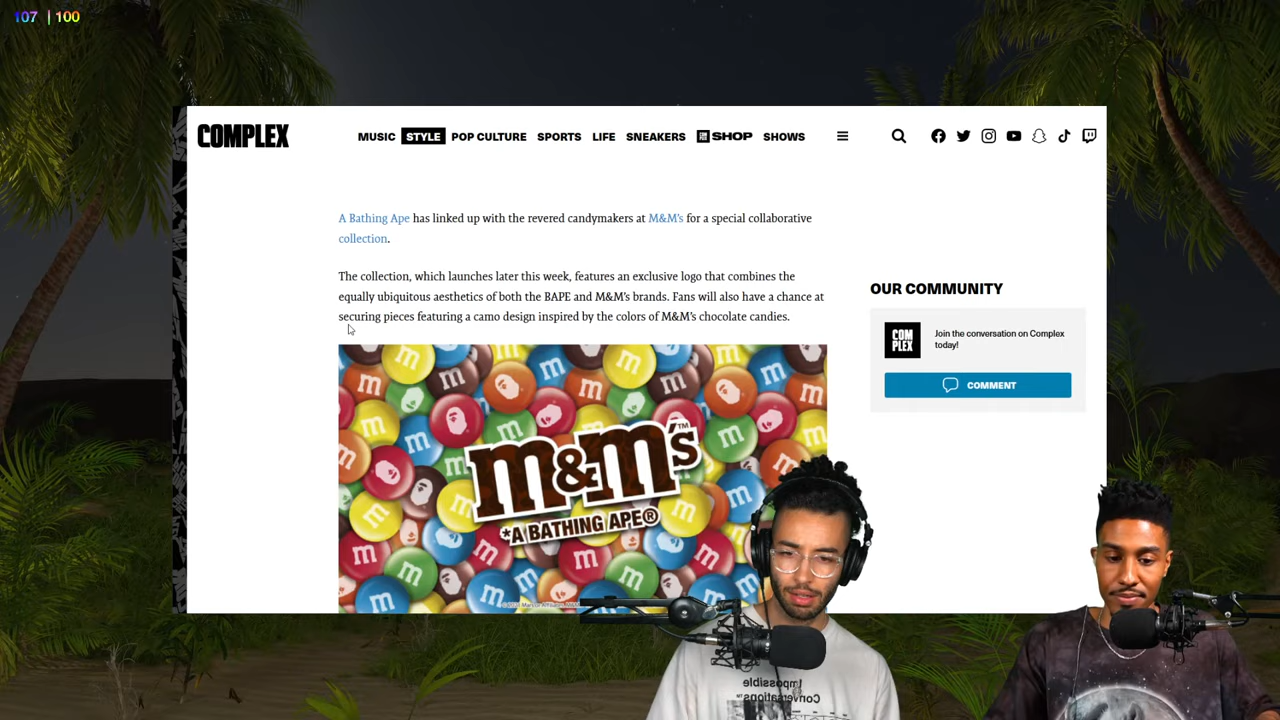 107 | 100
COMPLEX
MUSIC STYLE POP CULTURE SPORTS LIFE SNEAKERS SHOP SHOWS
A Bathing Ape has linked up with the revered candymakers at M&M's for a special collaborative
collection.
The collection, which launches later this week, features an exclusive logo that combines the
equally ubiquitous aesthetics of both the BAPE and M&M's brands. Fans will also have a chance at
securing pieces featuring a camo design inspired by the colors of M&M's chocolate candies.
OUR COMMUNITY
COM
PLEX
Join the conversation on Complex
today!
COMMENT
m&m's™
*A BATHING APE®
Impossible
Conversations™